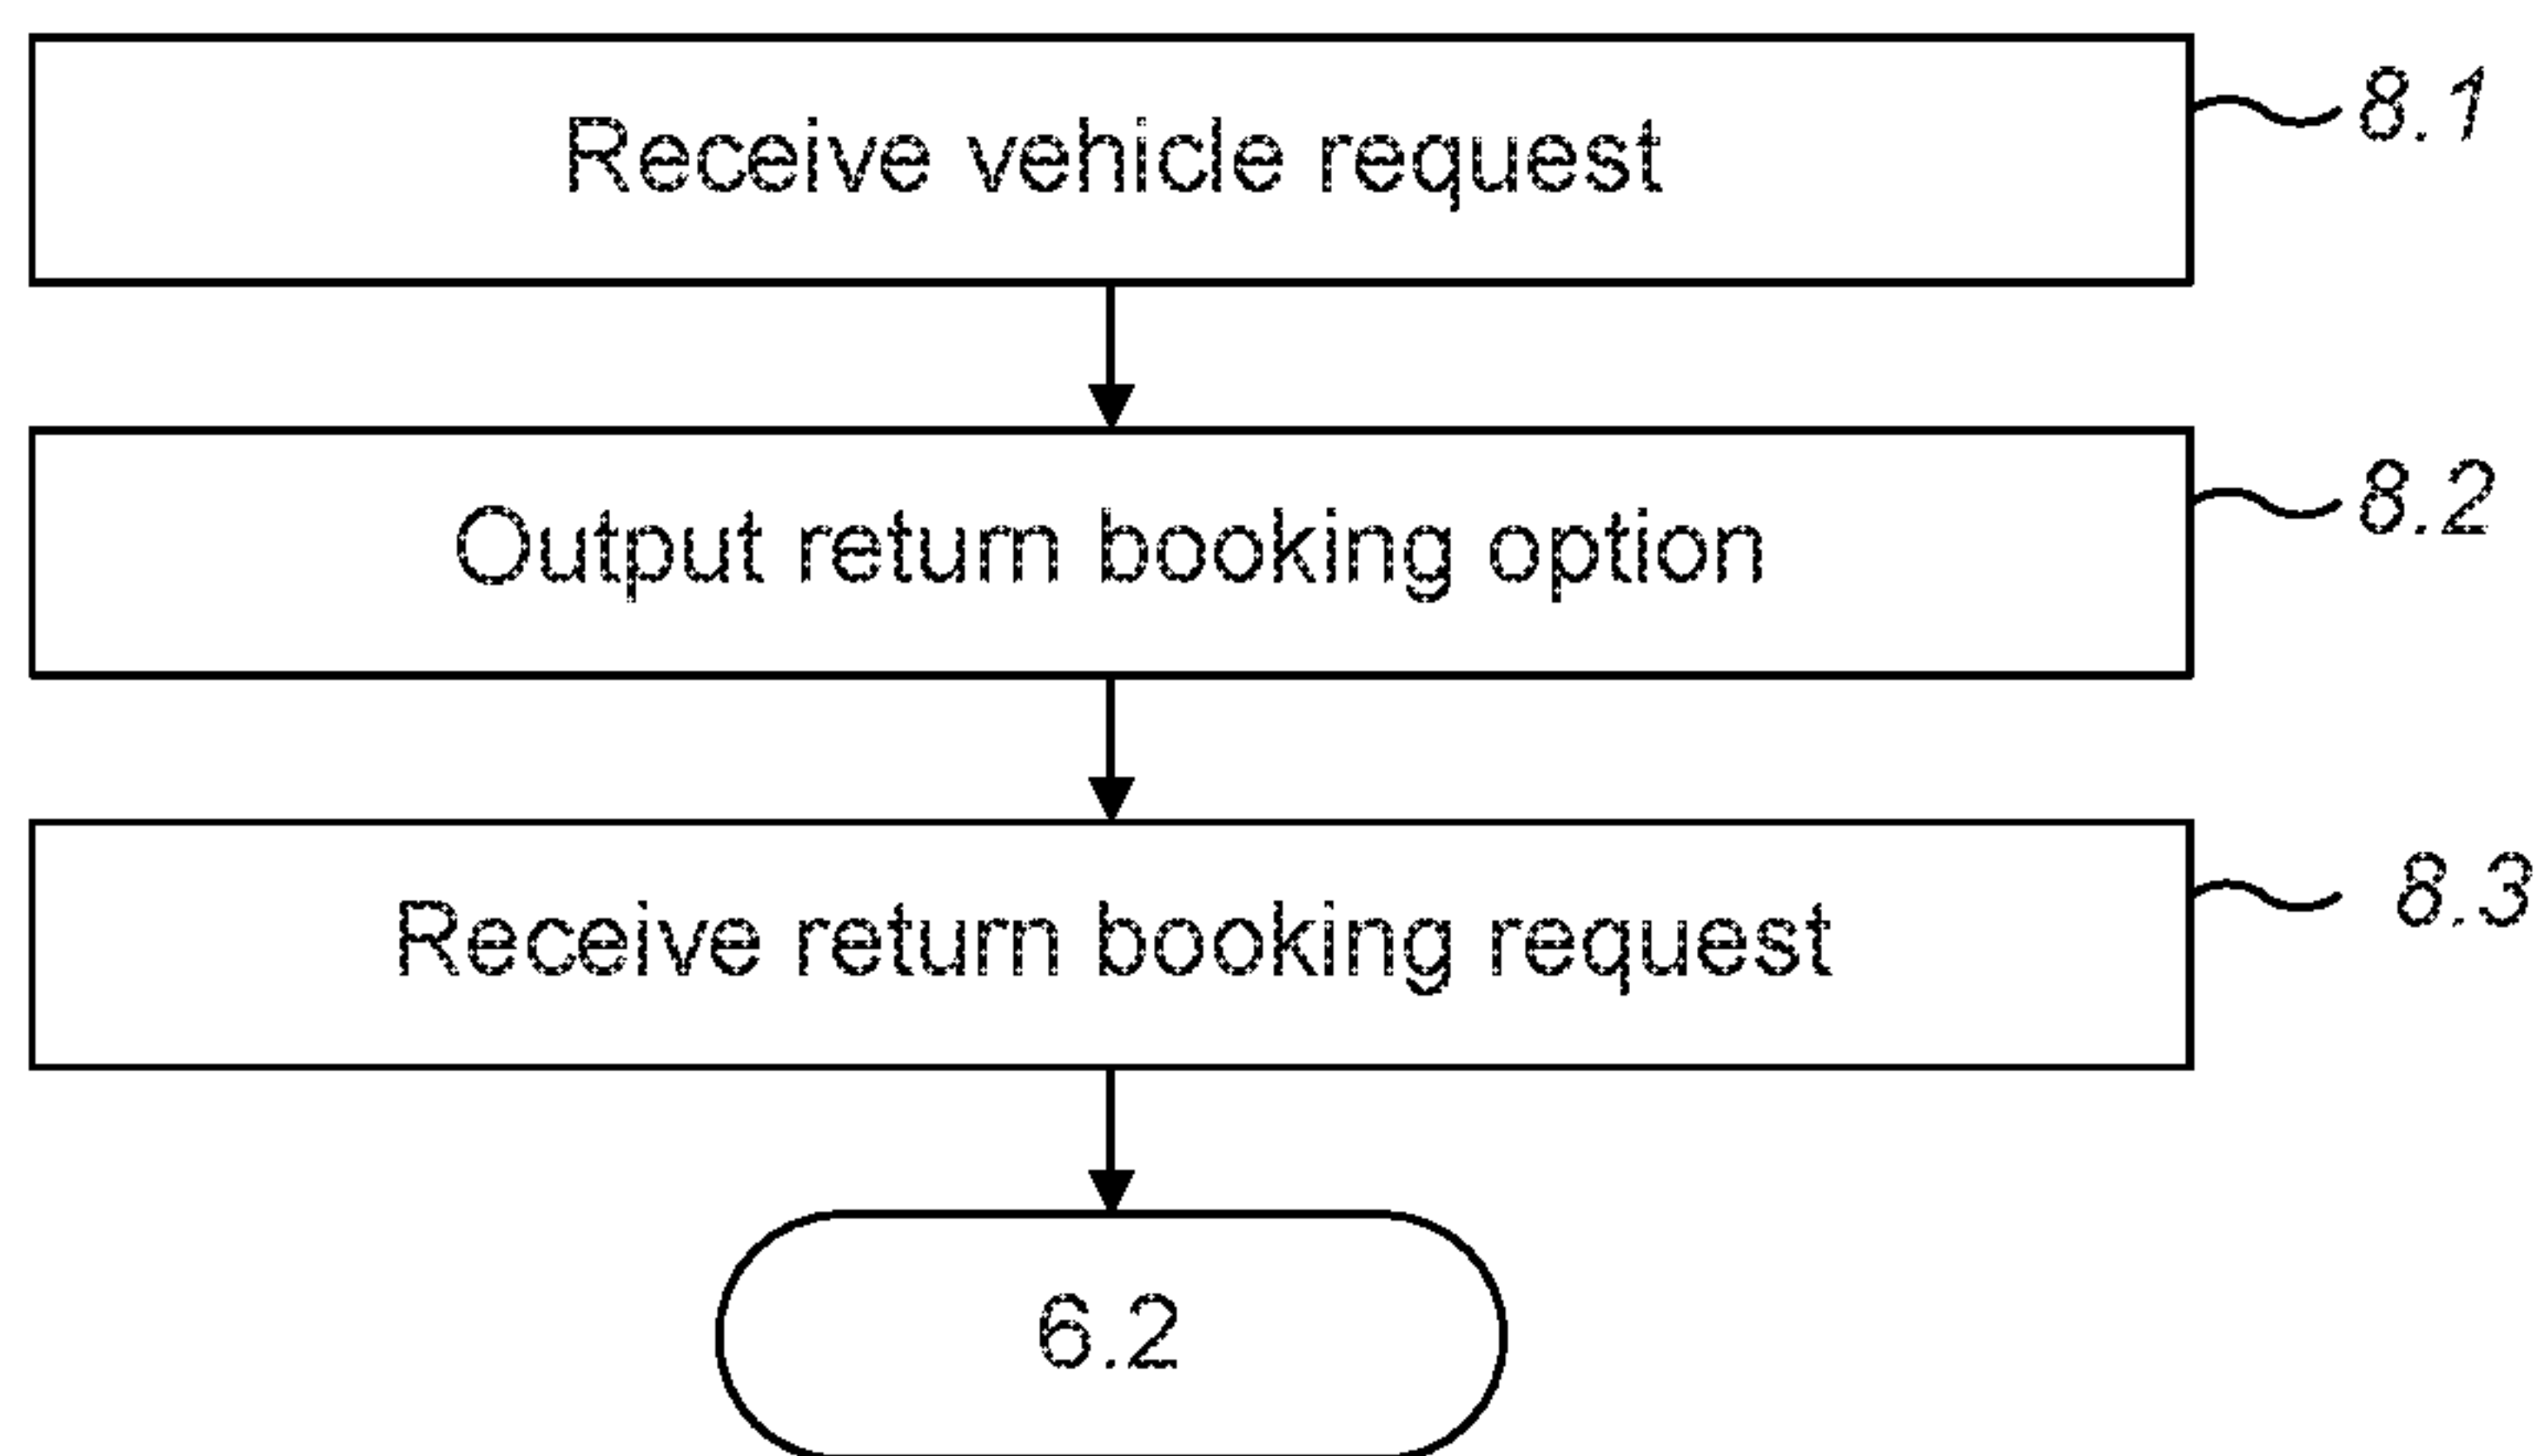 Receive vehicle request
8.1
Output return booking option
8.2
Receive return booking request
8.3
6.2